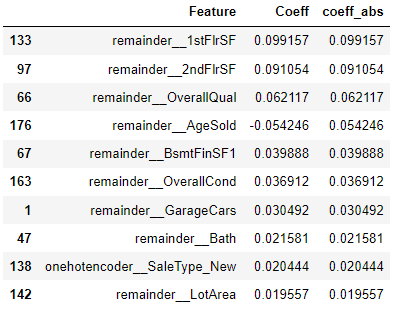 Feature Coeff coeff_abs
133 remainder__1stFlrSF 0.099157 0.099157
97 remainder__2ndFlrSF 0.091054 0.091054
66 remainder__OverallQual 0.062117 0.062117
176 remainder__AgeSold -0.054246 0.054246
67 remainder__BsmtFinSF1 0.039888 0.039888
163 remainder__OverallCond 0.036912 0.036912
1 remainder__GarageCars 0.030492 0.030492
47 remainder__Bath 0.021581 0.021581
138 onehotencoder__SaleType_New 0.020444 0.020444
142 remainder__LotArea 0.019557 0.019557